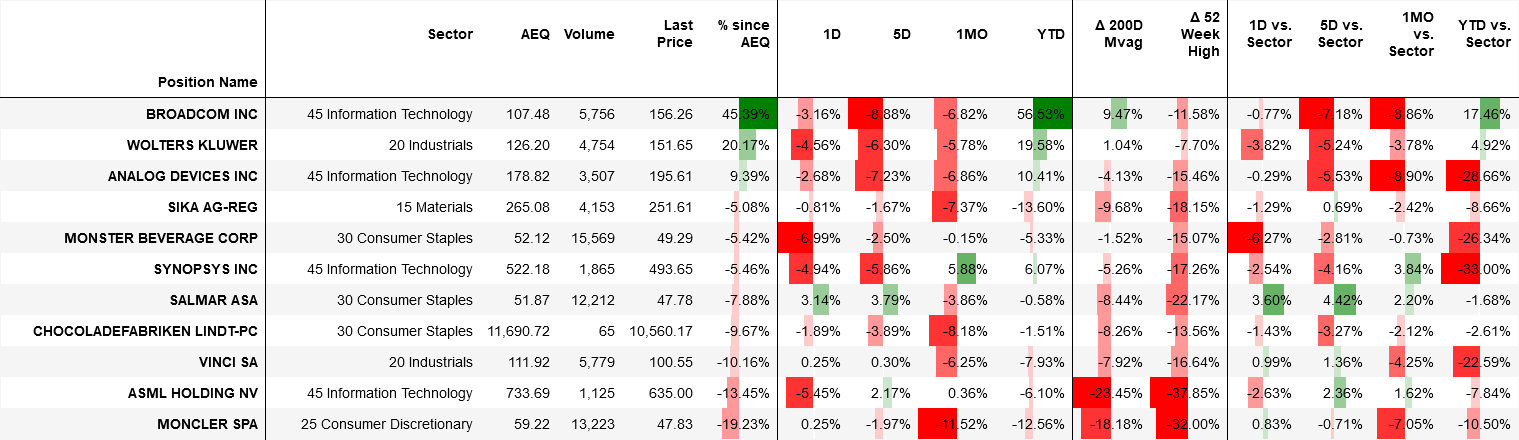 Position Name Sector AEQ Volume Last Price % since AEQ 1D 5D 1MO YTD Δ 200D Mvag Δ 52 Week High 1D vs. Sector 5D vs. Sector 1MO vs. Sector YTD vs. Sector
BROADCOM INC 45 Information Technology 107.48 5,756 156.26 45.39% -3.16% -8.88% -6.82% 56.53% 9.47% -11.58% -0.77% -7.18% -8.86% 17.46%
WOLTERS KLUWER 20 Industrials 126.20 4,754 151.65 20.17% -4.56% -6.30% -5.78% 19.58% 1.04% -7.70% -3.82% -5.24% -3.78% 4.92%
ANALOG DEVICES INC 45 Information Technology 178.82 3,507 195.61 9.39% -2.68% -7.23% -6.86% 10.41% -4.13% -15.46% -0.29% -5.53% -8.90% -28.66%
SIKA AG-REG 15 Materials 265.08 4,153 251.61 -5.08% -0.81% -1.67% -7.37% -13.60% -9.68% -18.15% -1.29% 0.69% -2.42% -8.66%
MONSTER BEVERAGE CORP 30 Consumer Staples 52.12 15,569 49.29 -5.42% -6.99% -2.50% -0.15% -5.33% -1.52% -15.07% -6.27% -2.81% -0.73% -26.34%
SYNOPSYS INC 45 Information Technology 522.18 1,865 493.65 -5.46% -4.94% -5.86% 5.88% 6.07% -5.26% -17.26% -2.54% -4.16% 3.84% -33.00%
SALMAR ASA 30 Consumer Staples 51.87 12,212 47.78 -7.88% 3.14% 3.79% -3.86% -0.58% -8.44% -22.17% 3.60% 4.42% 2.20% -1.68%
CHOCOLADEFABRIKEN LINDT-PC 30 Consumer Staples 11,690.72 65 10,560.17 -9.67% -1.89% -3.89% -8.18% -1.51% -8.26% -13.56% -1.43% -3.27% -2.12% -2.61%
VINCI SA 20 Industrials 111.92 5,779 100.55 -10.16% 0.25% 0.30% -6.25% -7.93% -7.92% -16.64% 0.99% 1.36% -4.25% -22.59%
ASML HOLDING NV 45 Information Technology 733.69 1,125 635.00 -13.45% -5.45% 2.17% 0.36% -6.10% -23.45% -37.85% -2.63% 2.36% 1.62% -7.84%
MONCLER SPA 25 Consumer Discretionary 59.22 13,223 47.83 -19.23% 0.25% -1.97% -11.52% -12.56% -18.18% -32.00% 0.83% -0.71% -7.05% -10.50%